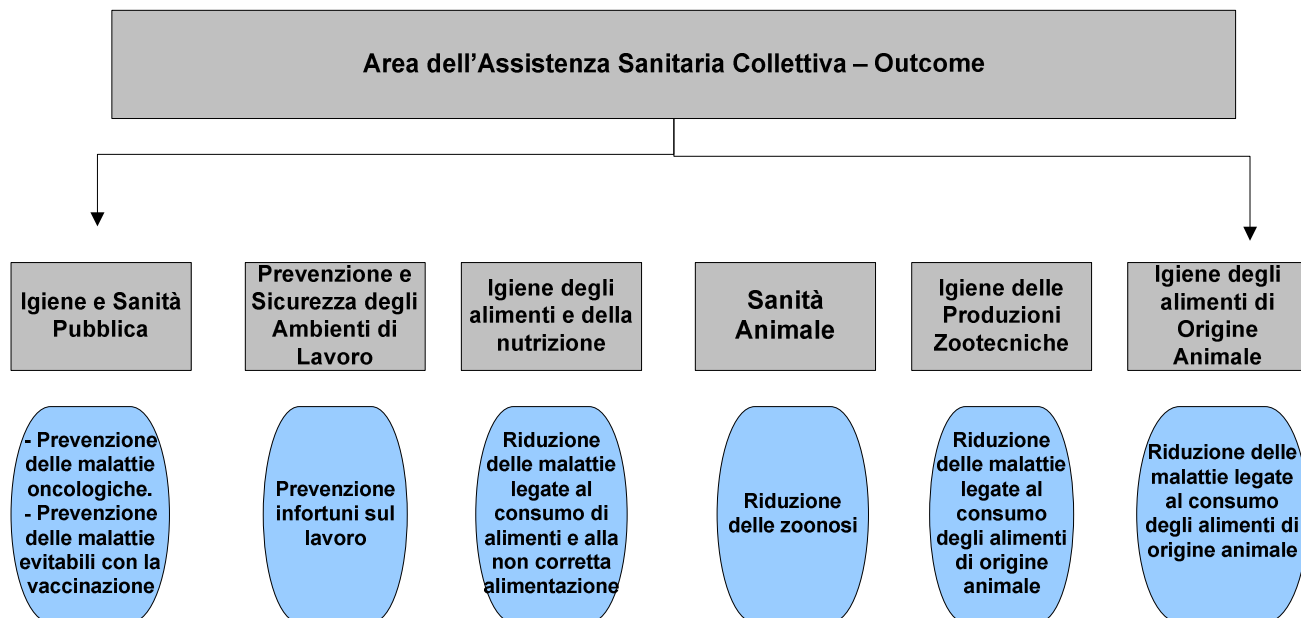 Area dell'Assistenza Sanitaria Collettiva – Outcome
Igiene e Sanità
Pubblica
Prevenzione e
Sicurezza degli
Ambienti di
Lavoro
Igiene degli
alimenti e della
nutrizione
Sanità
Animale
Igiene delle
Produzioni
Zootecniche
Igiene degli
alimenti di
Origine
Animale
- Prevenzione
delle malattie
oncologiche.
- Prevenzione
delle malattie
evitabili con la
vaccinazione
Prevenzione
infortuni sul
lavoro
Riduzione
delle malattie
legate al
consumo di
alimenti e alla
non corretta
alimentazione
Riduzione
delle zoonosi
Riduzione
delle malattie
legate al
consumo
degli alimenti
di origine
animale
Riduzione delle
malattie legate
al consumo
degli alimenti di
origine animale